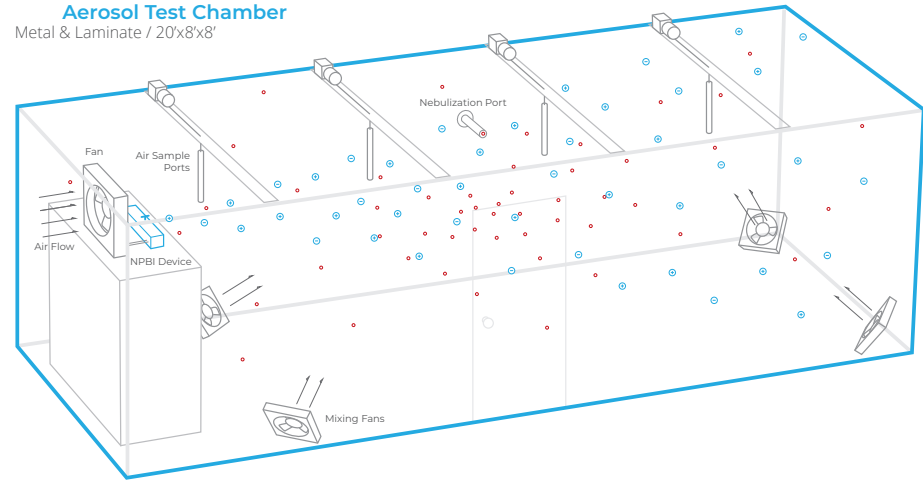 Aerosol Test Chamber
Metal & Laminate / 20’x8’x8’
Nebulization Port
Fan
Air Sample
Ports
Air Flow
NPBI Device
Mixing Fans